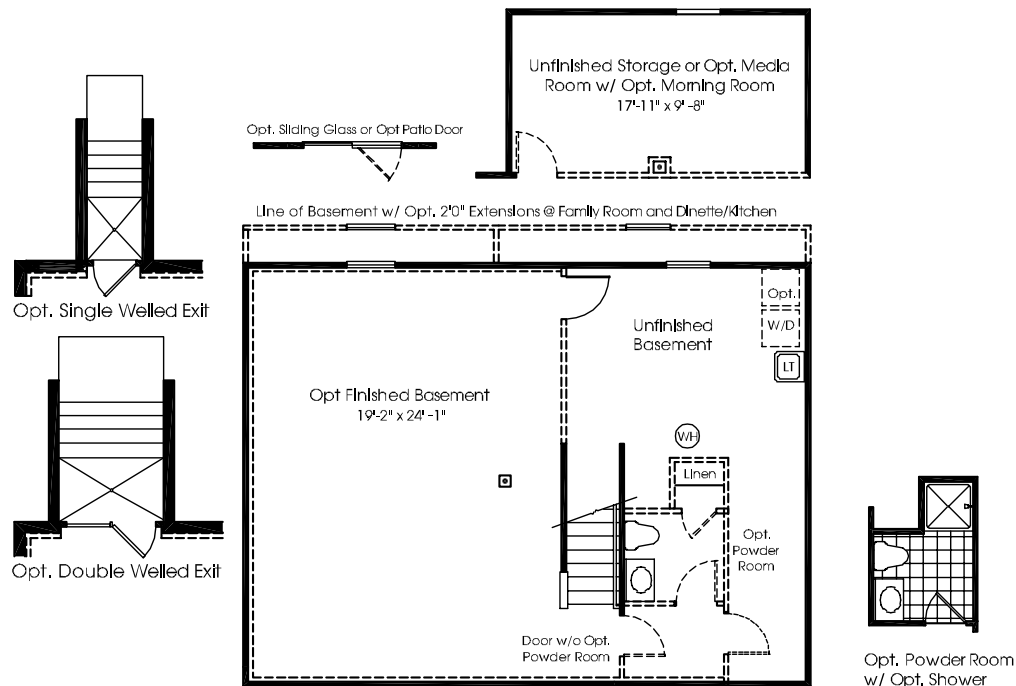 Unfinished Storage or Opt. Media
Room w/ Opt. Morning Room
17'-11" x 9'-8"
Opt. Sliding Glass or Opt Patio Door
Line of Basement w/ Opt. 2'0" Extensions @ Family Room and Dinette/Kitchen
Opt. Single Welled Exit
Opt.
W/D
LT
Unfinished
Basement
Opt Finished Basement
19'-2" x 24'-1"
WH
Linen
Opt.
Powder
Room
Opt. Double Welled Exit
Door w/o Opt.
Powder Room
Opt. Powder Room
w/ Opt. Shower